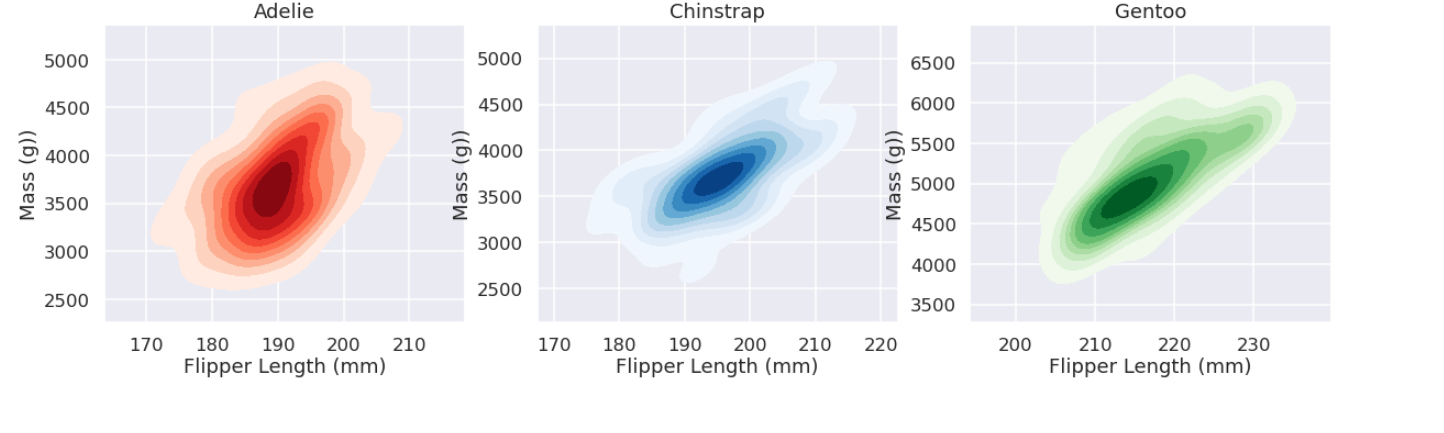 Adelie
Chinstrap
Gentoo
5000
4500
4000
3500
3000
2500
Mass (g))
170 180 190 200 210
Flipper Length (mm)
5000
4500
4000
3500
3000
2500
Mass (g))
170 180 190 200 210 220
Flipper Length (mm)
6500
6000
5500
5000
4500
4000
3500
Mass (g))
200 210 220 230
Flipper Length (mm)